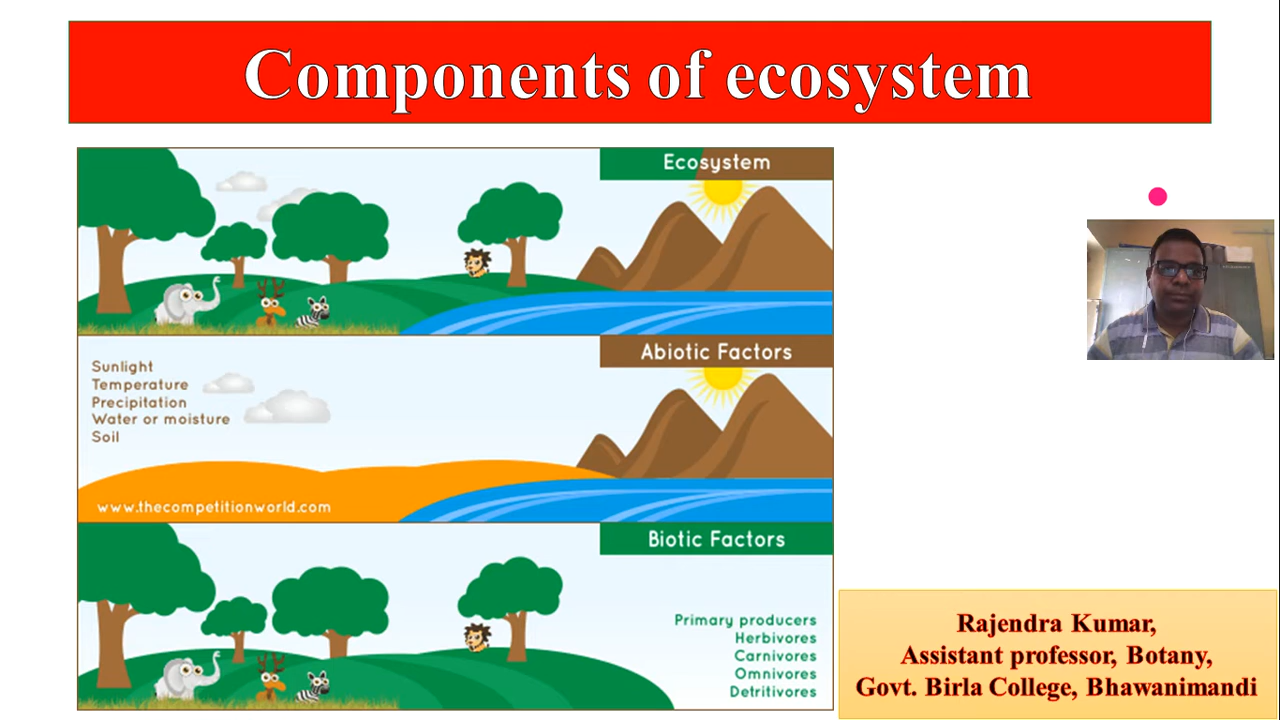 Components of ecosystem
Ecosystem
Abiotic Factors
Sunlight
Temperature
Precipitation
Water or moisture
Soil
www.thecompetitionworld.com
Biotic Factors
Primary producers
Herbivores
Carnivores
Omnivores
Detritivores
Rajendra Kumar,
Assistant professor, Botany,
Govt. Birla College, Bhawanimandi